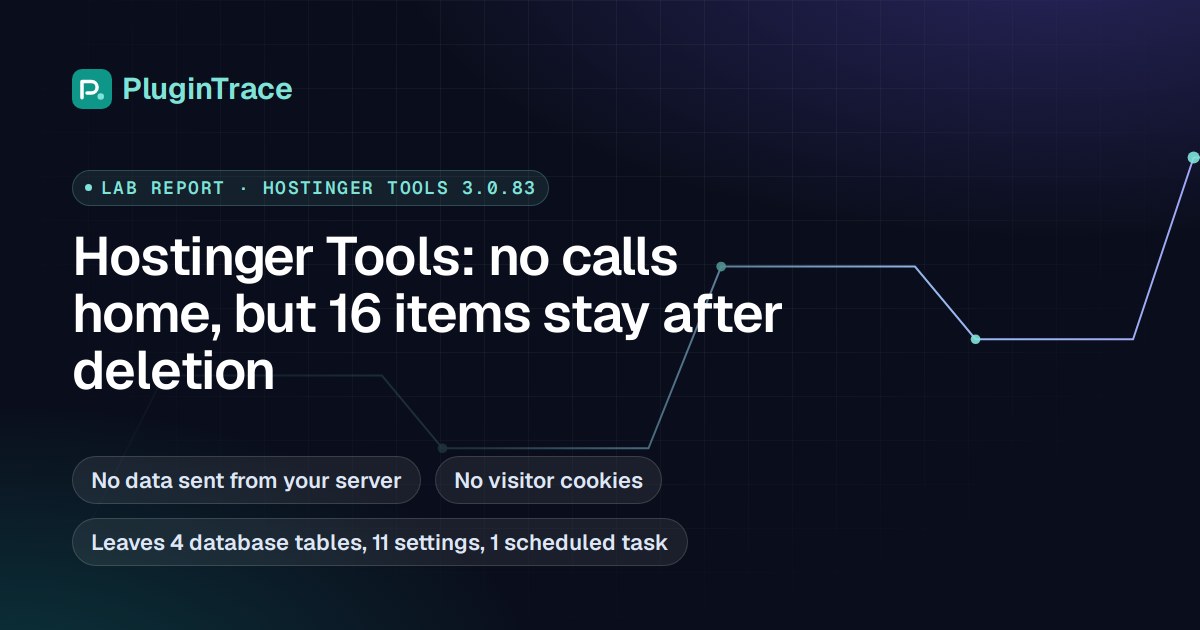 PluginTrace
LAB REPORT · HOSTINGER TOOLS 3.0.83
Hostinger Tools: no calls
home, but 16 items stay after
deletion
No data sent from your server
No visitor cookies
Leaves 4 database tables, 11 settings, 1 scheduled task